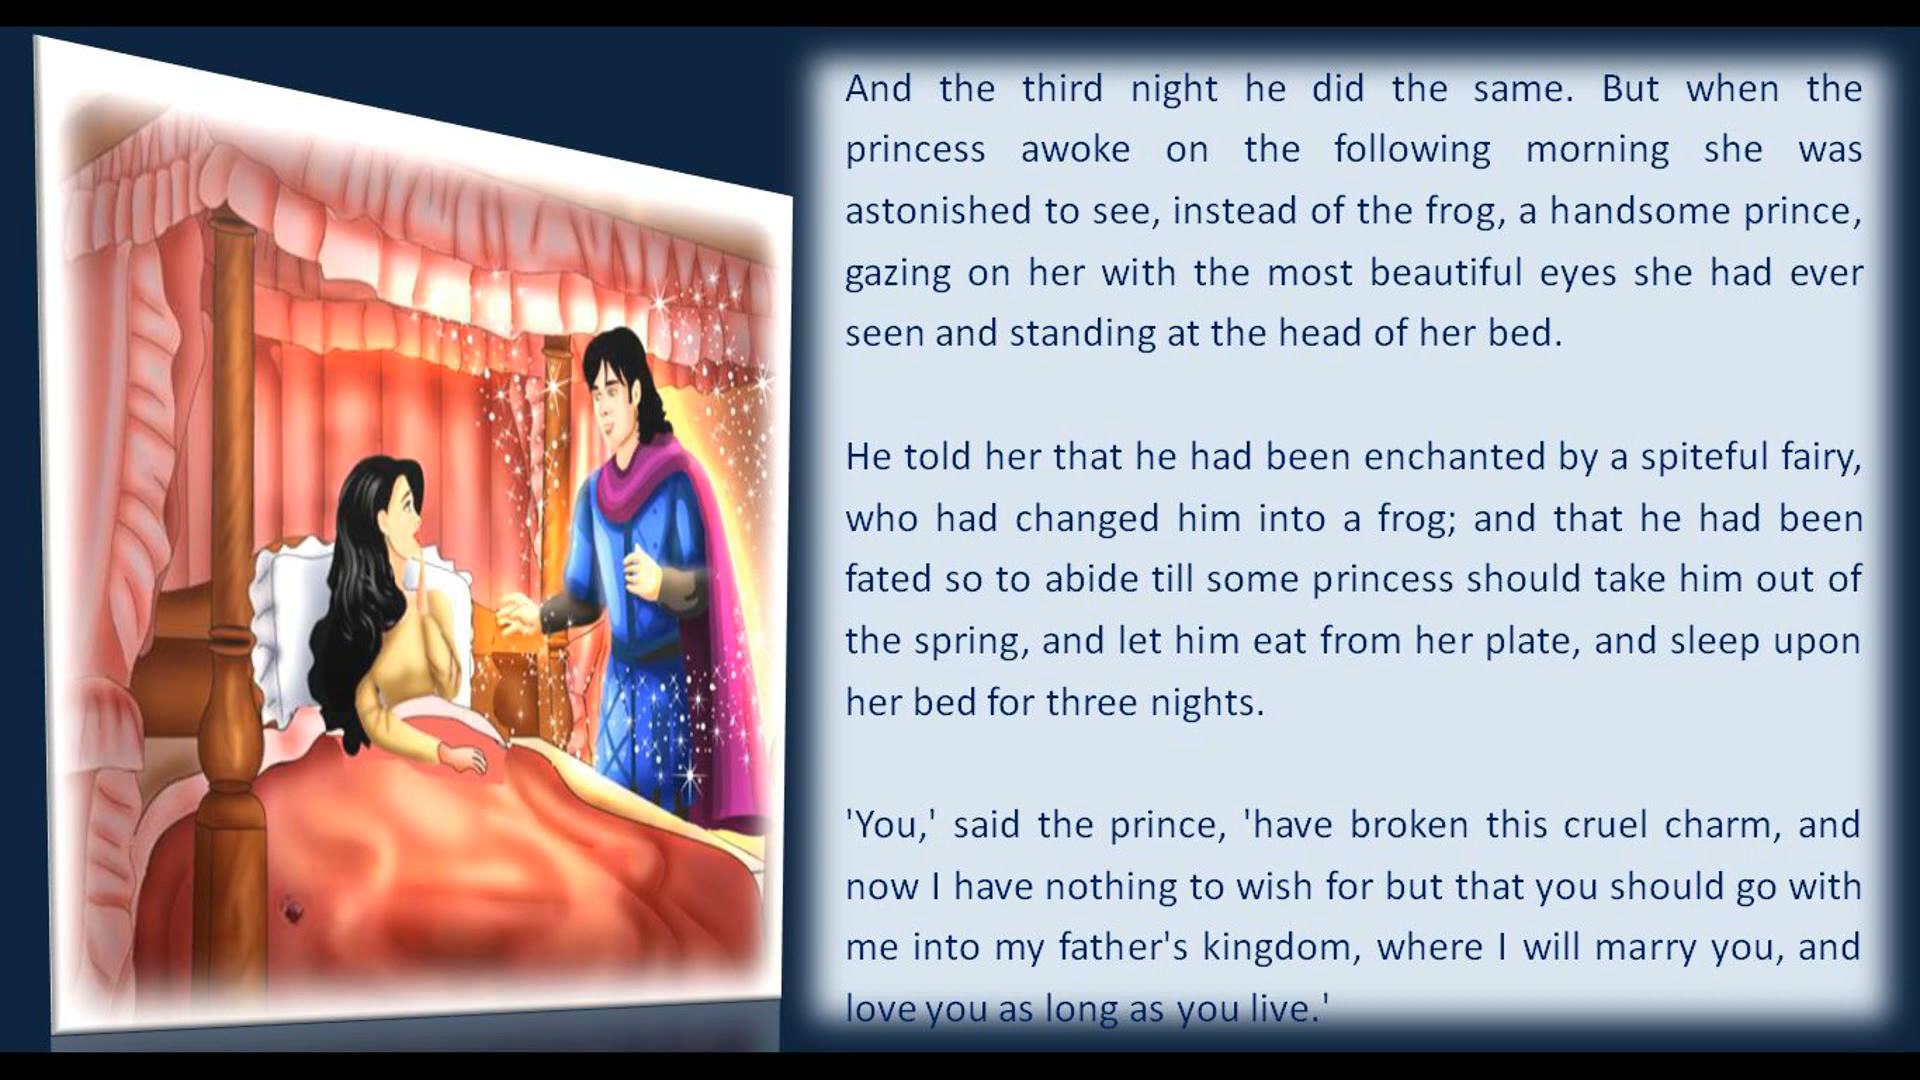 And the third night he did the same. But when the
princess awoke on the following morning she was
astonished to see, instead of the frog, a handsome prince,
gazing on her with the most beautiful eyes she had ever
seen and standing at the head of her bed.
He told her that he had been enchanted by a spiteful fairy,
who had changed him into a frog; and that he had been
fated so to abide till some princess should take him out of
the spring, and let him eat from her plate, and sleep upon
her bed for three nights.
'You,' said the prince, 'have broken this cruel charm, and
now I have nothing to wish for but that you should go with
me into my father's kingdom, where I will marry you, and
love you as long as you live.'